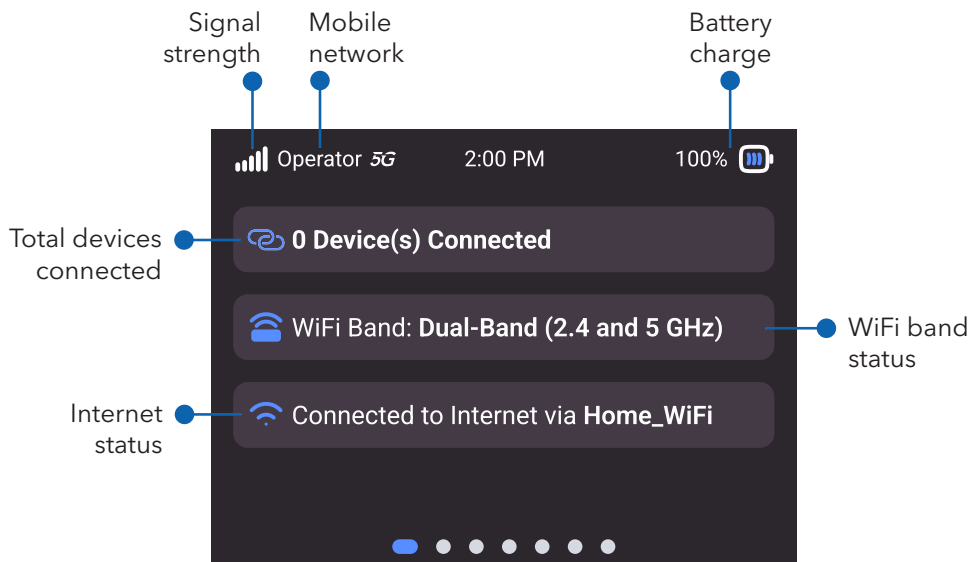 Signal
strength
Mobile
network
Battery
charge
Operator 5G
2:00 PM
100%
Total devices
connected
0 Device(s) Connected
WiFi Band: Dual-Band (2.4 and 5 GHz)
WiFi band
status
Internet
status
Connected to Internet via Home_WiFi